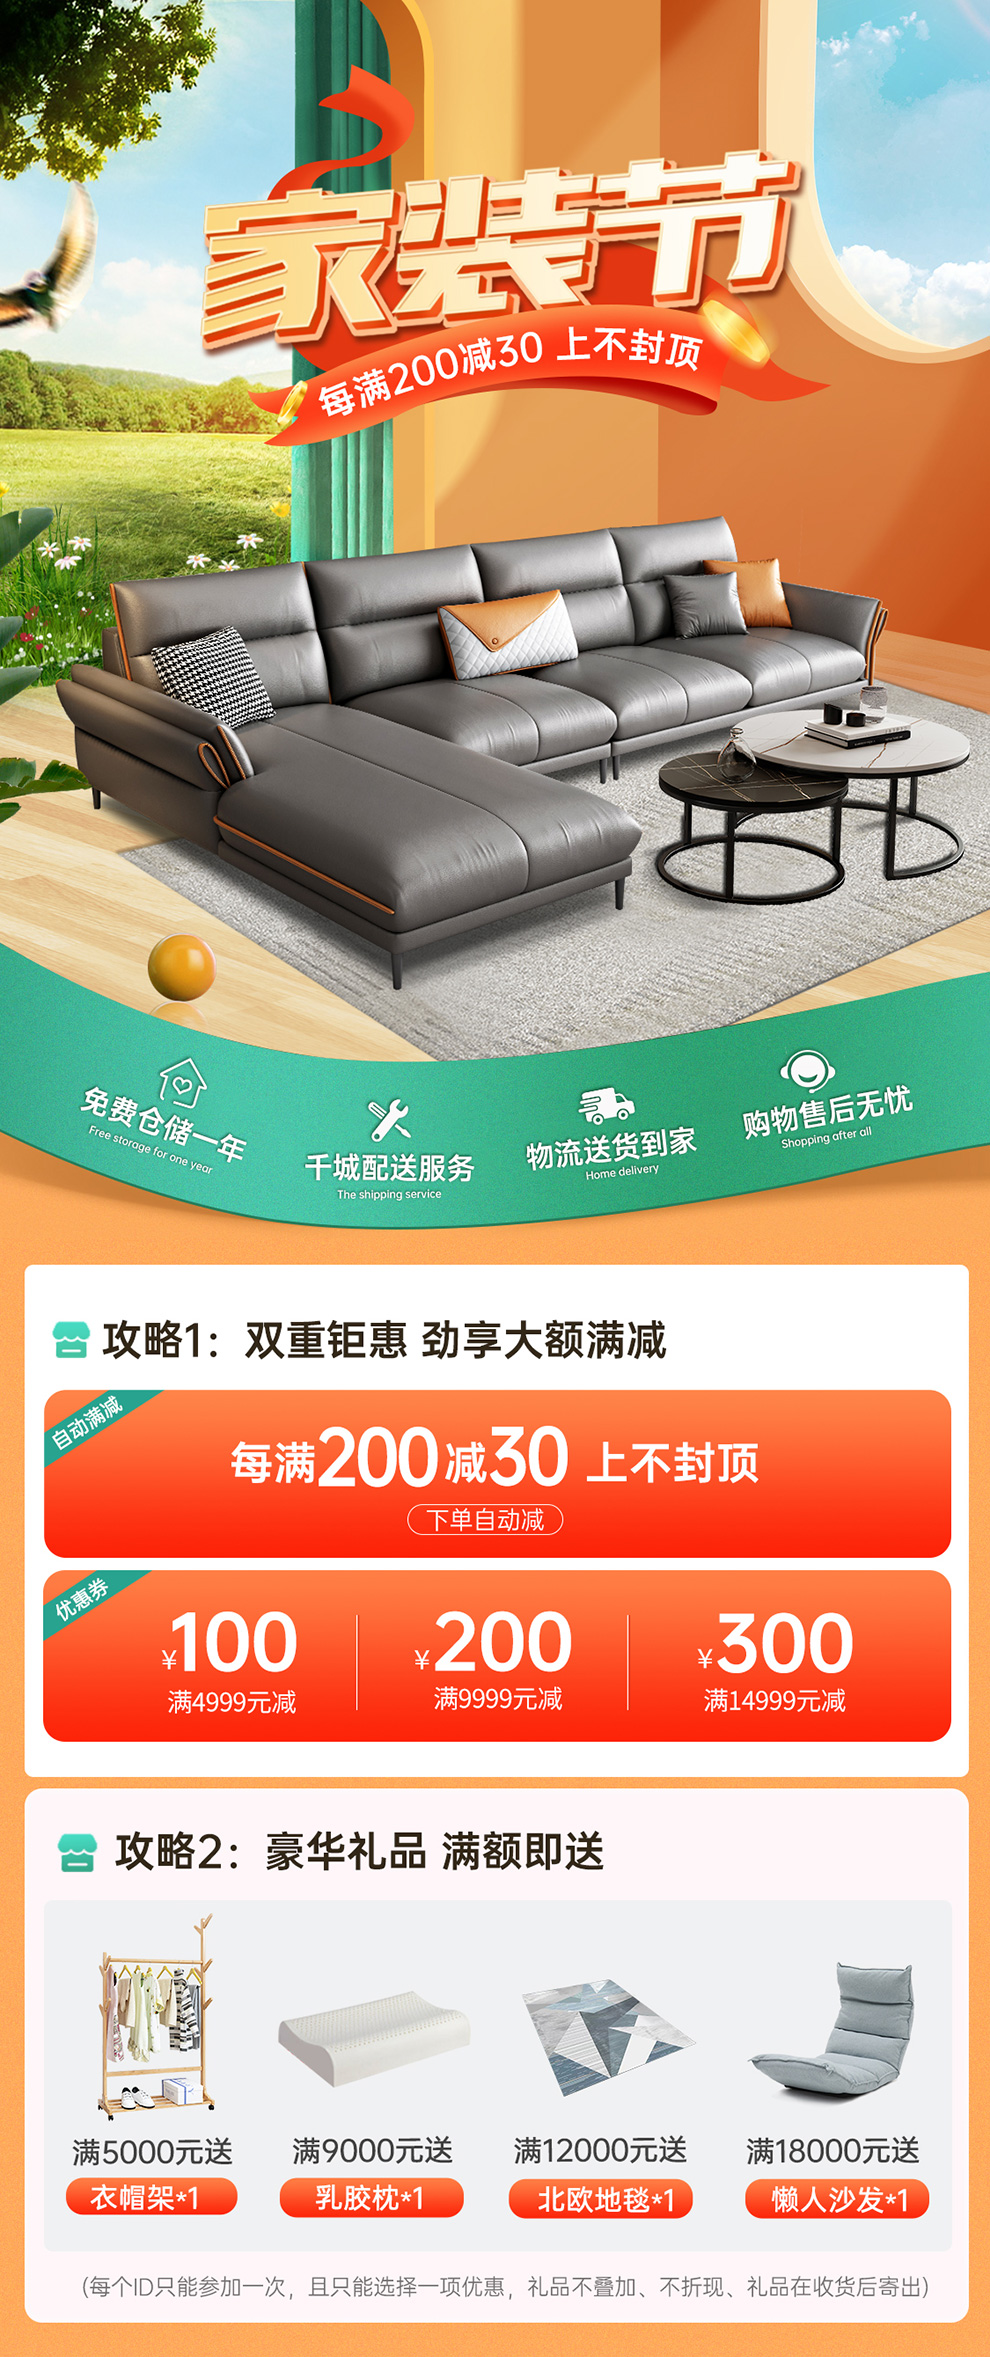 家装节
每满200减30 上不封顶
免费仓储一年
Free storage for one year
千城配送服务
The shipping service
物流送货到家
Home delivery
购物售后无忧
Shopping after all
攻略1：双重钜惠 劲享大额满减
自动满减
每满200减30 上不封顶
下单自动减
优惠券
¥100
满4999元减
¥200
满9999元减
¥300
满14999元减
攻略2：豪华礼品 满额即送
满5000元送
衣帽架*1
满9000元送
乳胶枕*1
满12000元送
北欧地毯*1
满18000元送
懒人沙发*1
(每个ID只能参加一次，且只能选择一项优惠，礼品不叠加、不折现、礼品在收货后寄出)